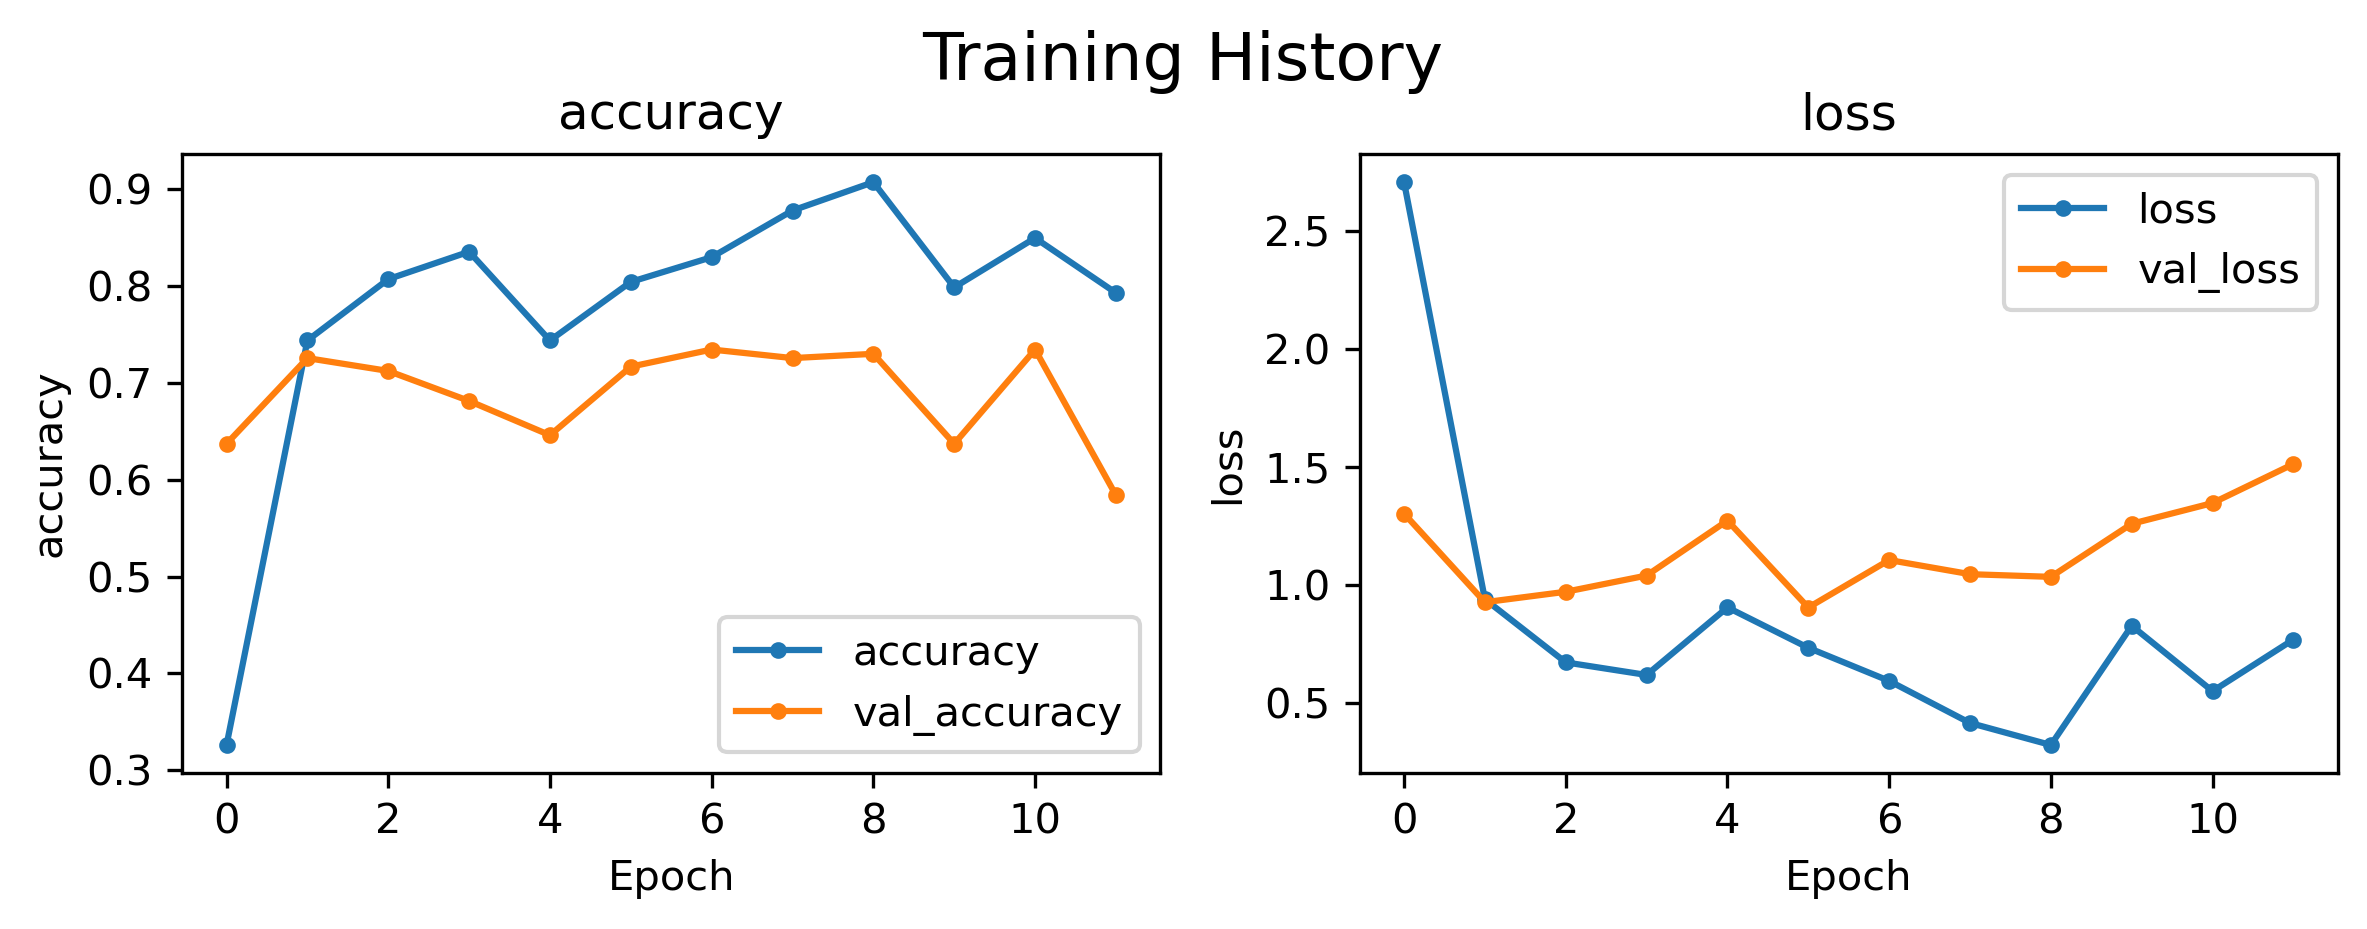 Training History
accuracy
0.9
0.8
0.7
0.6
0.5
0.4
0.3
accuracy
accuracy
val_accuracy
0 2 4 6 8 10
Epoch
loss
2.5
2.0
1.5
1.0
0.5
loss
loss
val_loss
0 2 4 6 8 10
Epoch